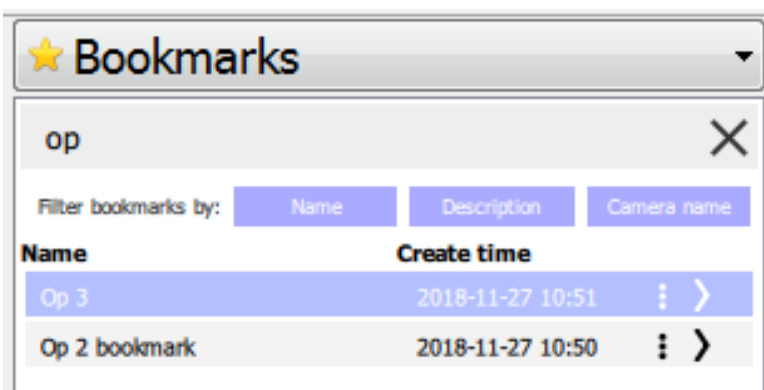 Bookmarks
op
Filter bookmarks by: Name Description Camera name
Name Create time
Op 3 2018-11-27 10:51
Op 2 bookmark 2018-11-27 10:50